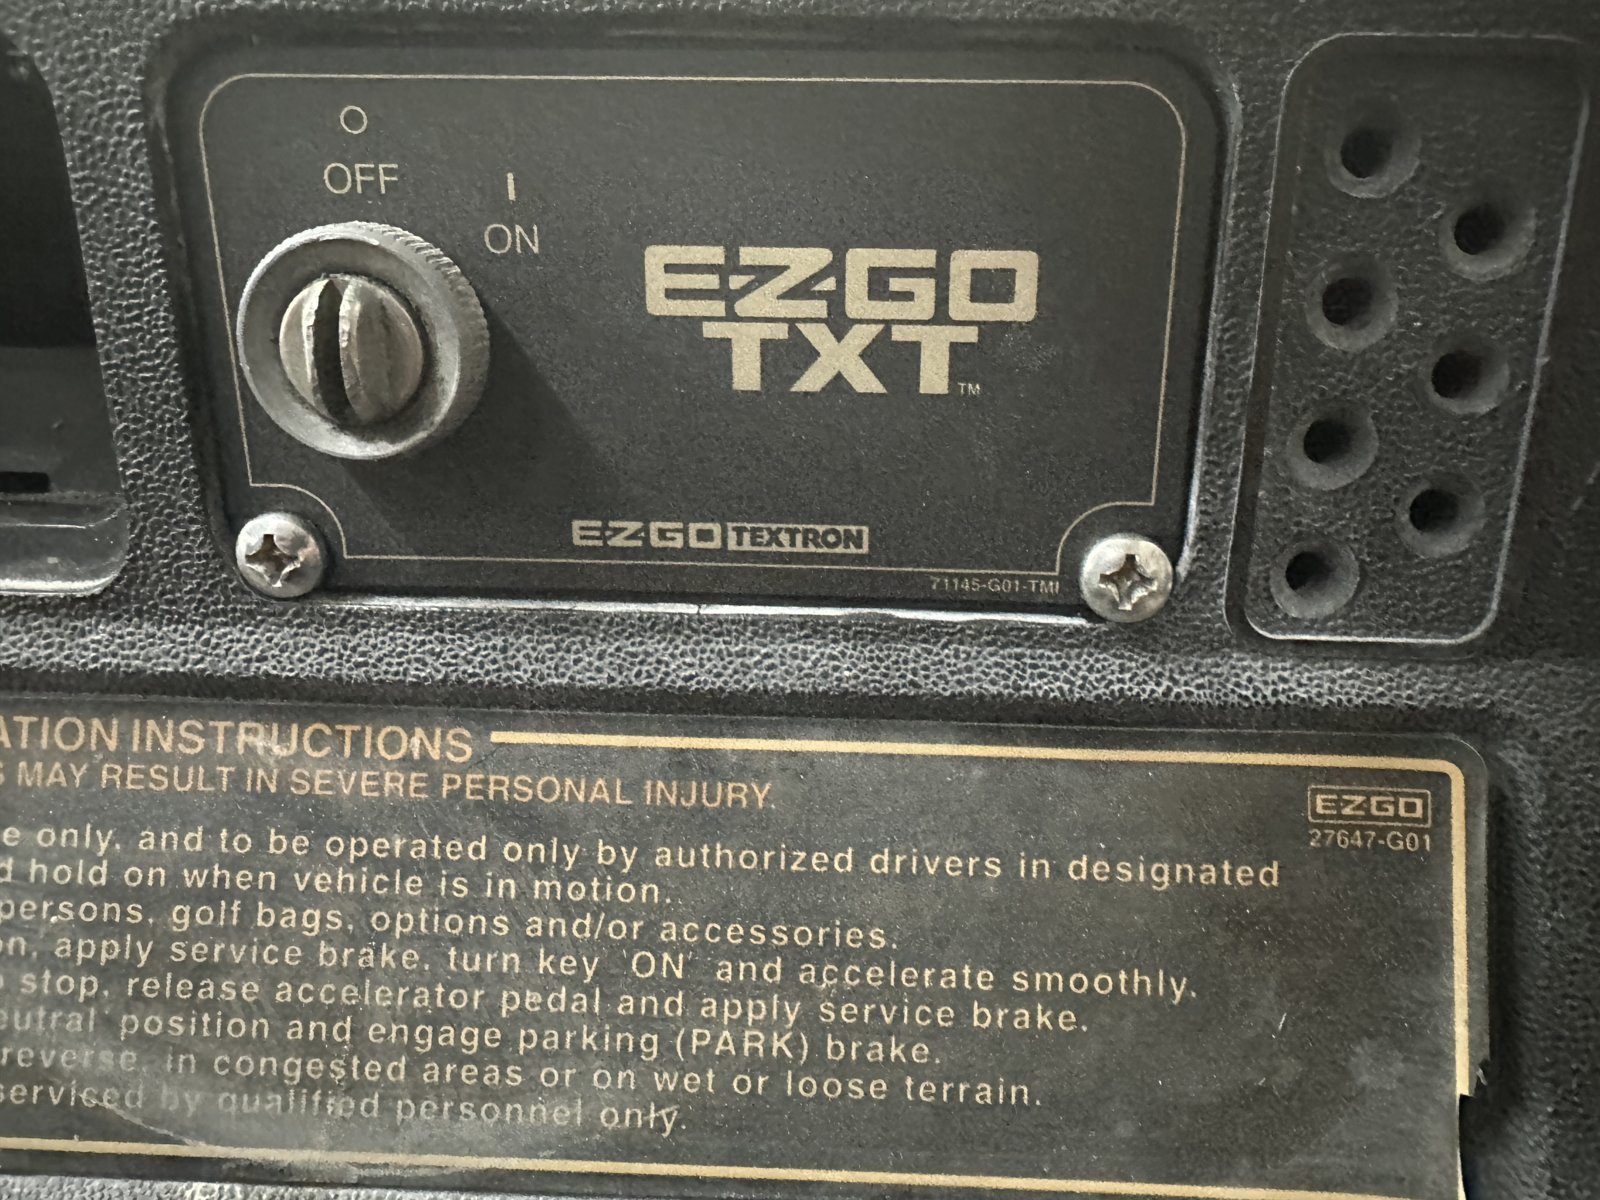 O
OFF
I
ON
E-Z-GO
TXT™
E-Z-GO TEXTRON
71145-G01-TMI
ATION INSTRUCTIONS
S MAY RESULT IN SEVERE PERSONAL INJURY.
EZGO
27647-G01
e only, and to be operated only by authorized drivers in designated
d hold on when vehicle is in motion.
persons, golf bags, options and/or accessories.
on, apply service brake, turn key 'ON' and accelerate smoothly.
o stop, release accelerator pedal and apply service brake.
eutral' position and engage parking (PARK) brake.
reverse, in congested areas or on wet or loose terrain.
serviced by qualified personnel only.